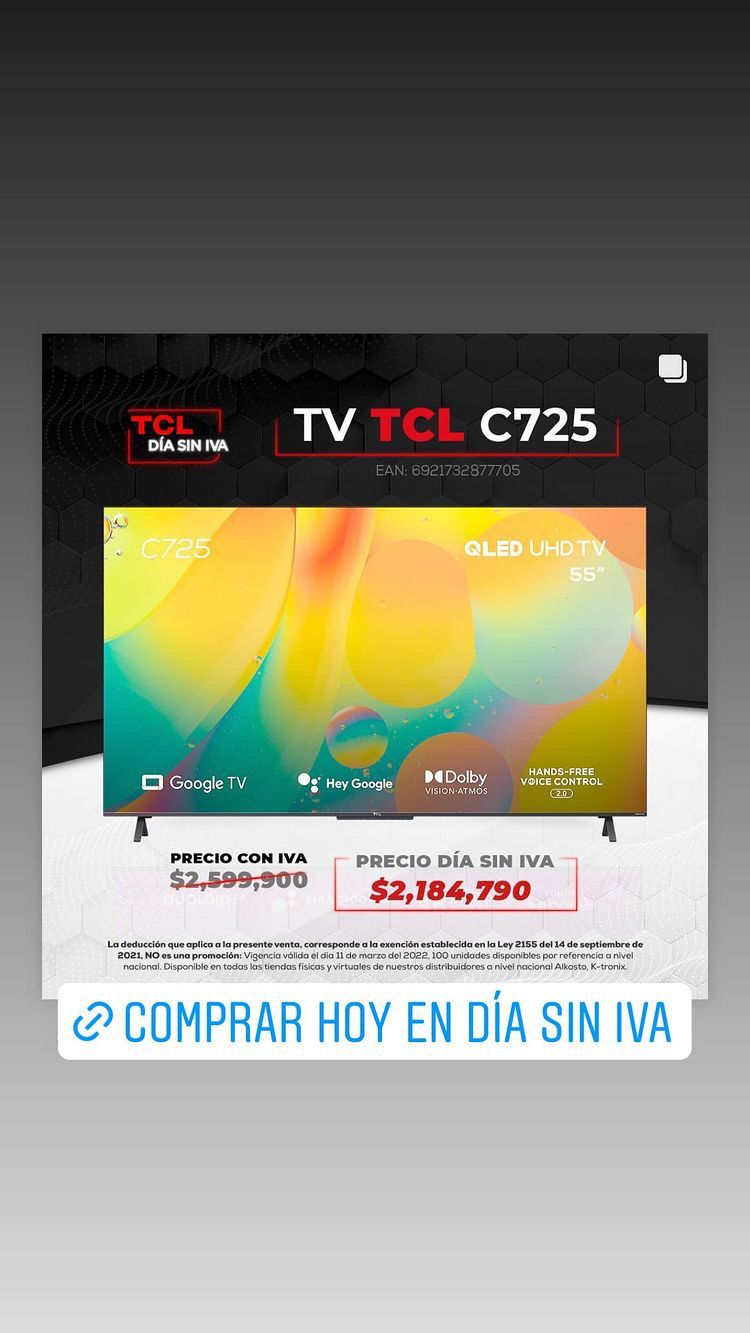 TCL
DÍA SIN IVA
TV TCL C725
EAN: 6921732877705
C725
QLED UHD TV
55"
Google TV
Hey Google
Dolby
VISION·ATMOS
HANDS-FREE
VOICE CONTROL
2.0
TCL
PRECIO CON IVA
$2,599,900
PRECIO DÍA SIN IVA
$2,184,790
La deducción que aplica a la presente venta, corresponde a la exención establecida en la Ley 2155 del 14 de septiembre de
2021, NO es una promoción: Vigencia válida el dia 11 de marzo del 2022, 100 unidades disponibles por referencia a nivel
nacional. Disponible en todas las tiendas físicas y virtuales de nuestros distribuidores a nivel nacional Alkosto, K-tronix.
COMPRAR HOY EN DÍA SIN IVA